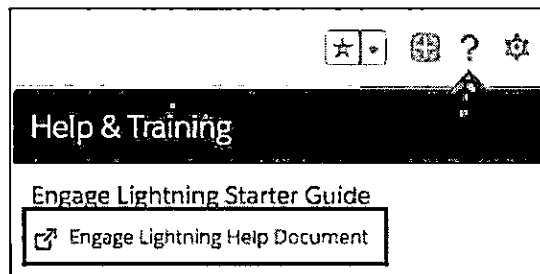 ?
Help & Training
Engage Lightning Starter Guide
Engage Lightning Help Document